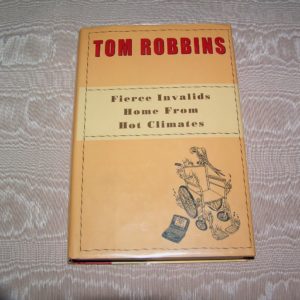 TOM ROBBINS
Fierce Invalids
Home From
Hot Climates